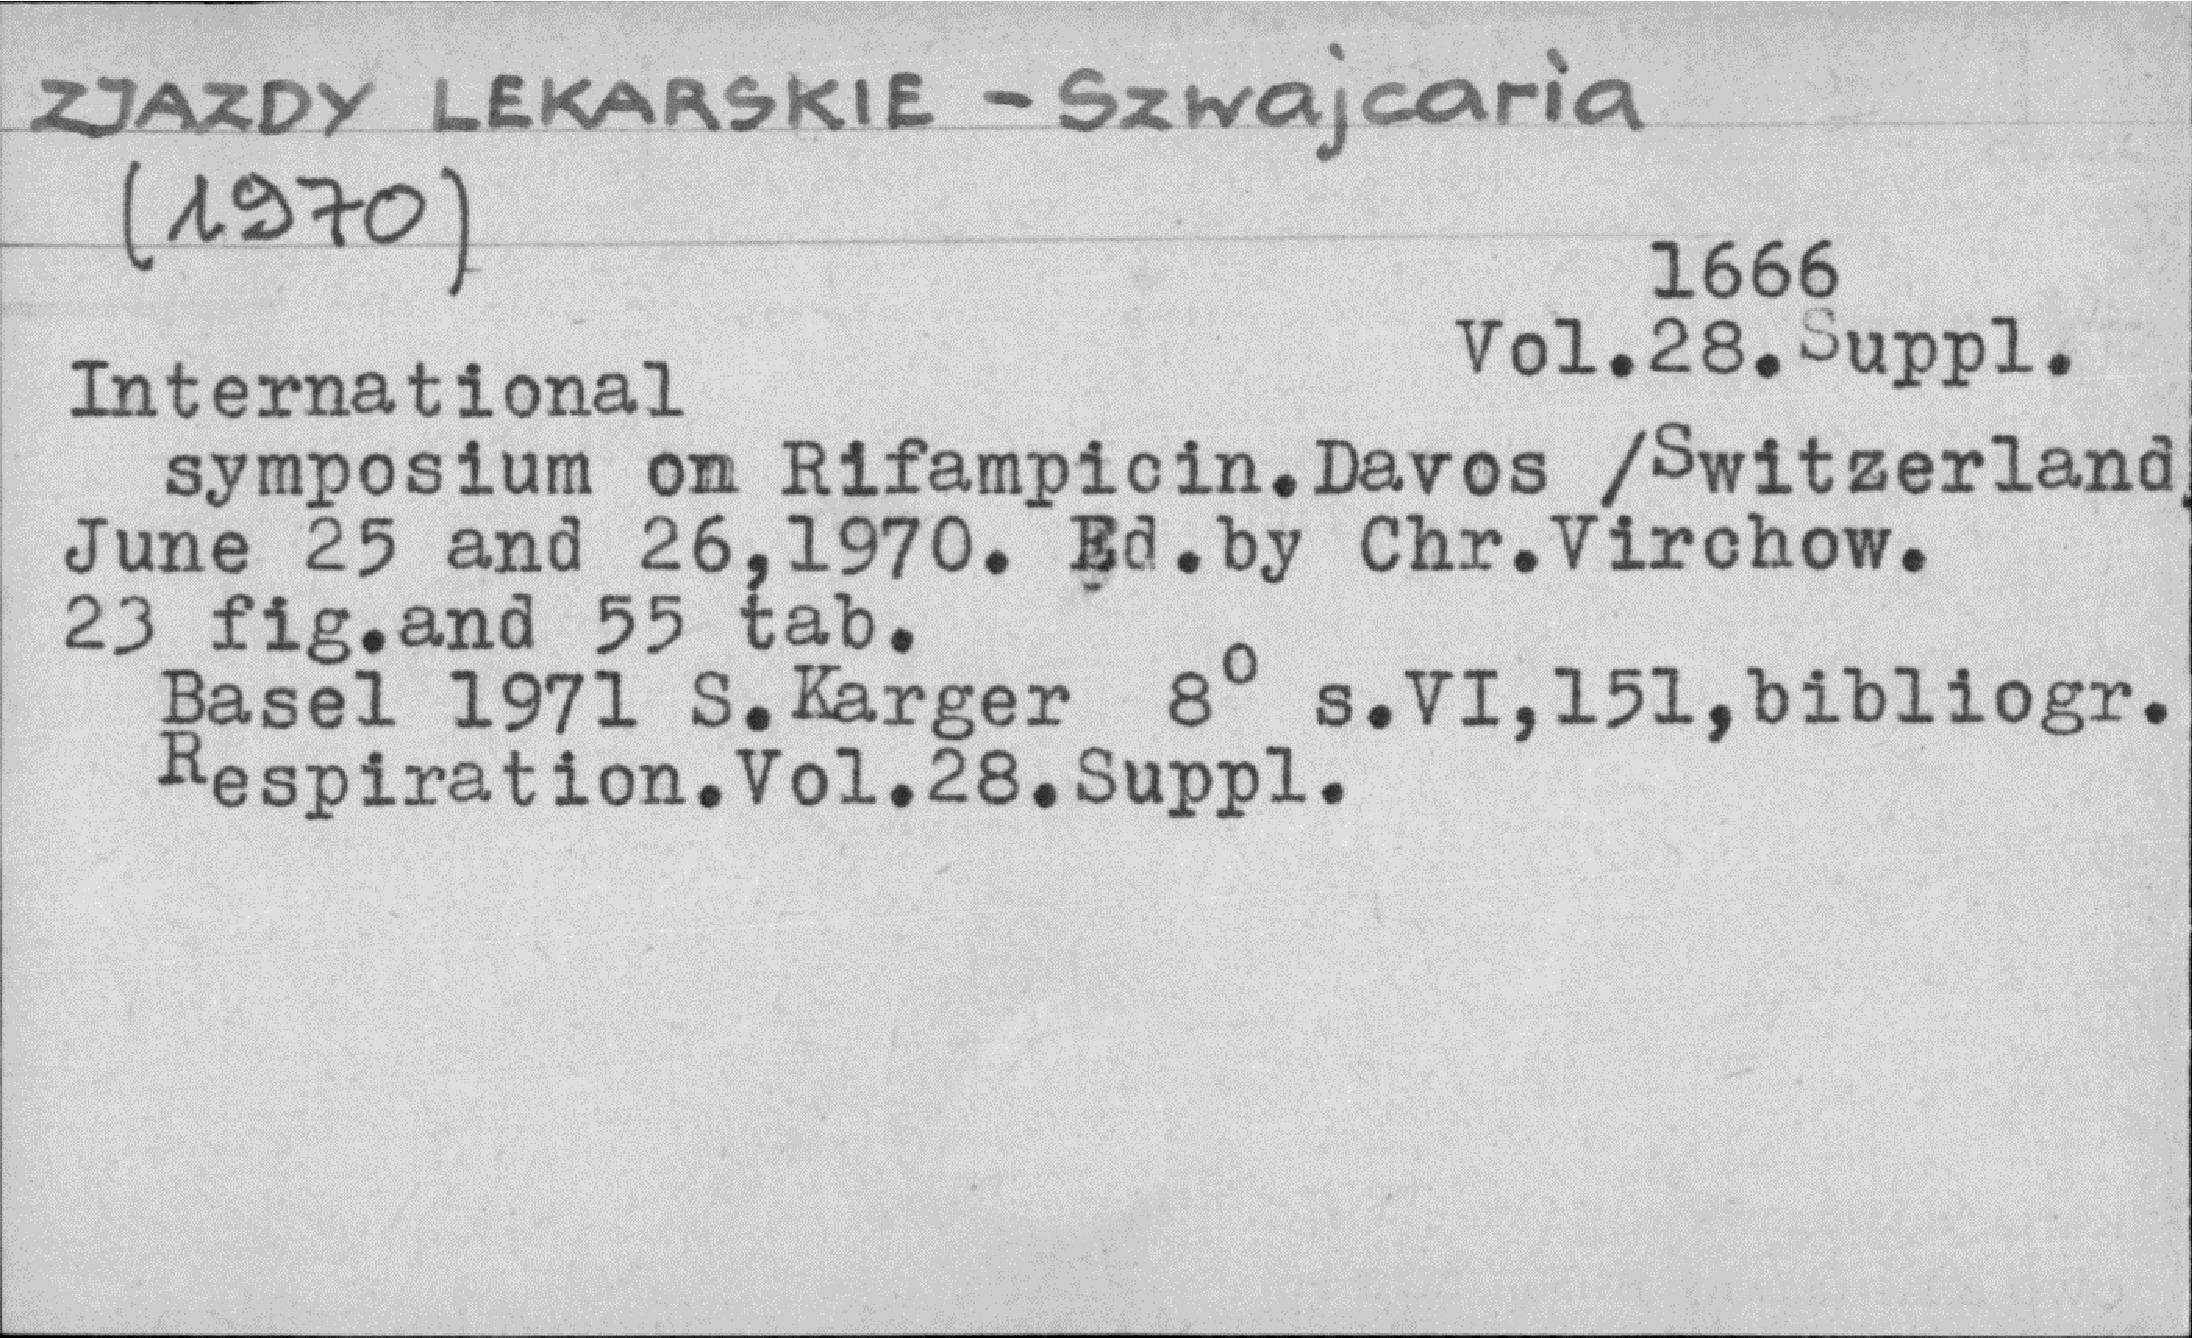 ZJAZDY LEKARSKIE - Szwajcaria
(1970)
1666
Vol.28.Suppl.
International
symposium on Rifampicin.Davos /Switzerland,
June 25 and 26,1970. Ed.by Chr.Virchow.
23 fig.and 55 tab.
Basel 1971 S.Karger 8° s.VI,151,bibliogr.
Respiration.Vol.28.Suppl.